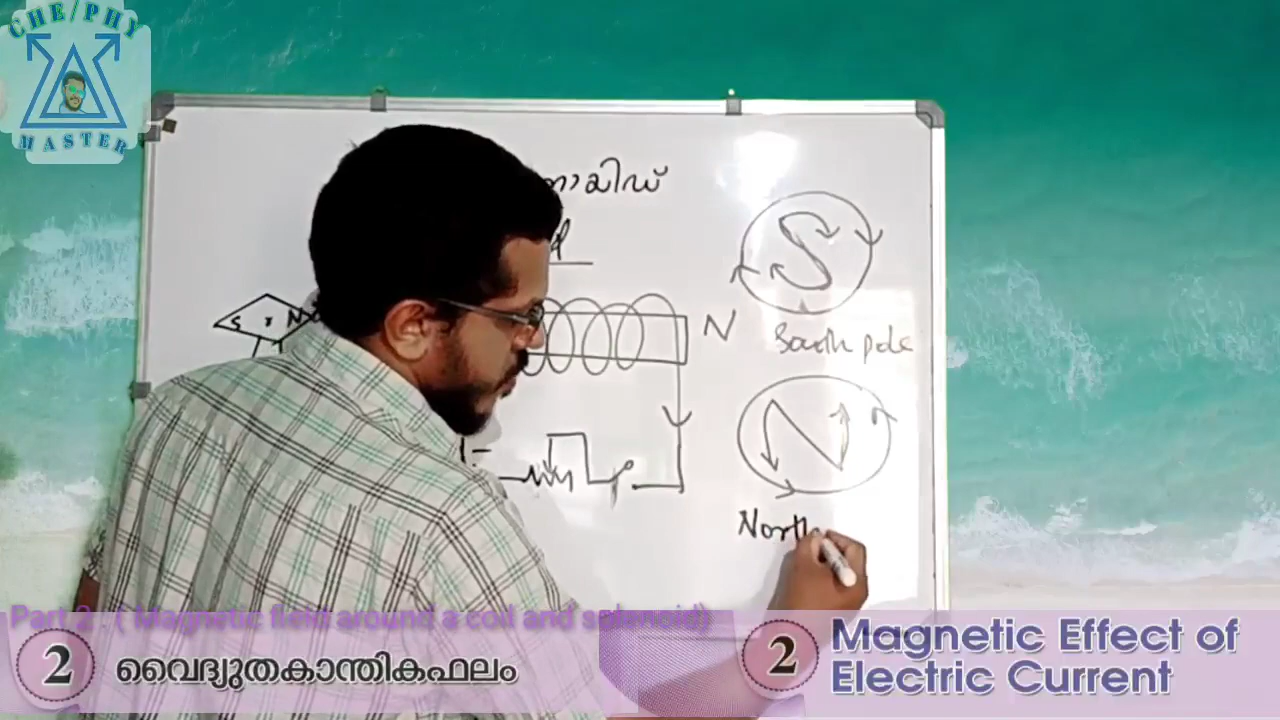 CHE/PHY
MASTER
S
N
N
S
South pole
N
North
Part 2 ( Magnetic field around a coil and solenoid)
2
വൈദ്യുതകാന്തികഫലം
2
Magnetic Effect of
Electric Current